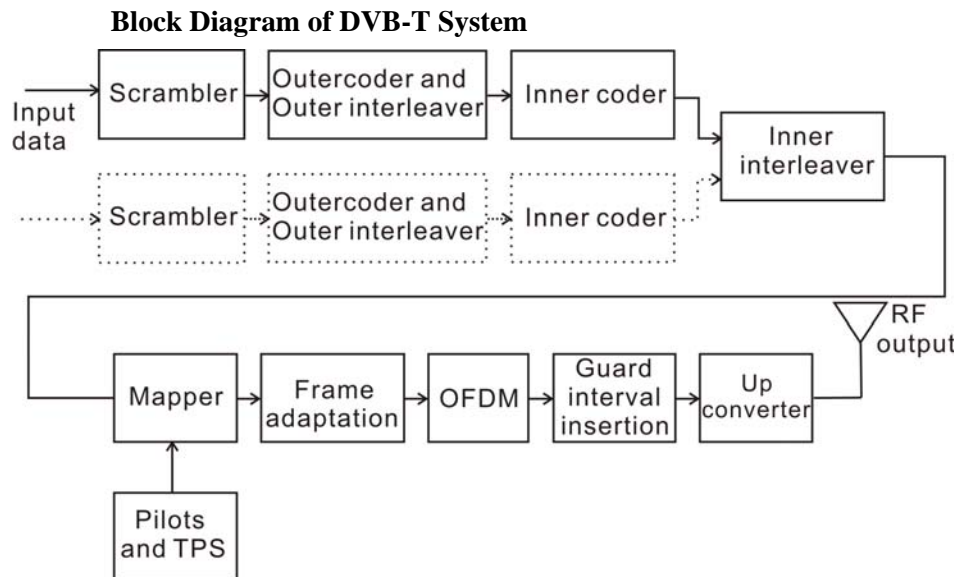 Block Diagram of DVB-T System
Input
data
Scrambler
Outercoder and
Outer interleaver
Inner coder
Inner
interleaver
Scrambler
Outercoder and
Outer interleaver
Inner coder
RF
output
Mapper
Frame
adaptation
OFDM
Guard
interval
insertion
Up
converter
Pilots
and TPS